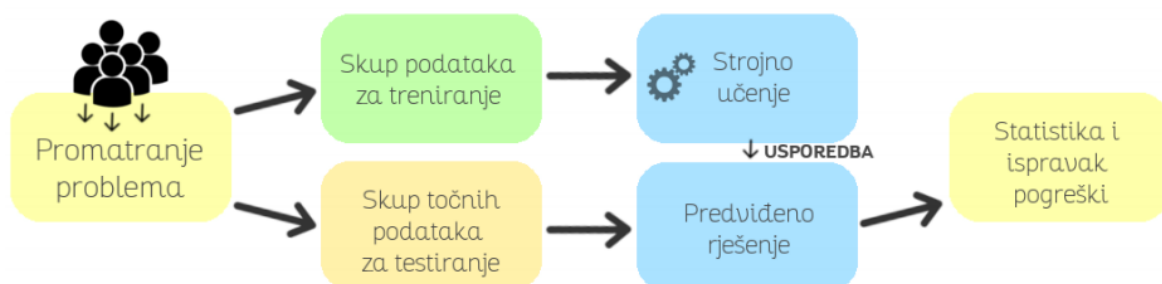 Promatranje
problema
Skup podataka
za treniranje
Skup točnih
podataka
za testiranje
Strojno
učenje
USPOREDBA
Predviđeno
rješenje
Statistika i
ispravak
pogreški